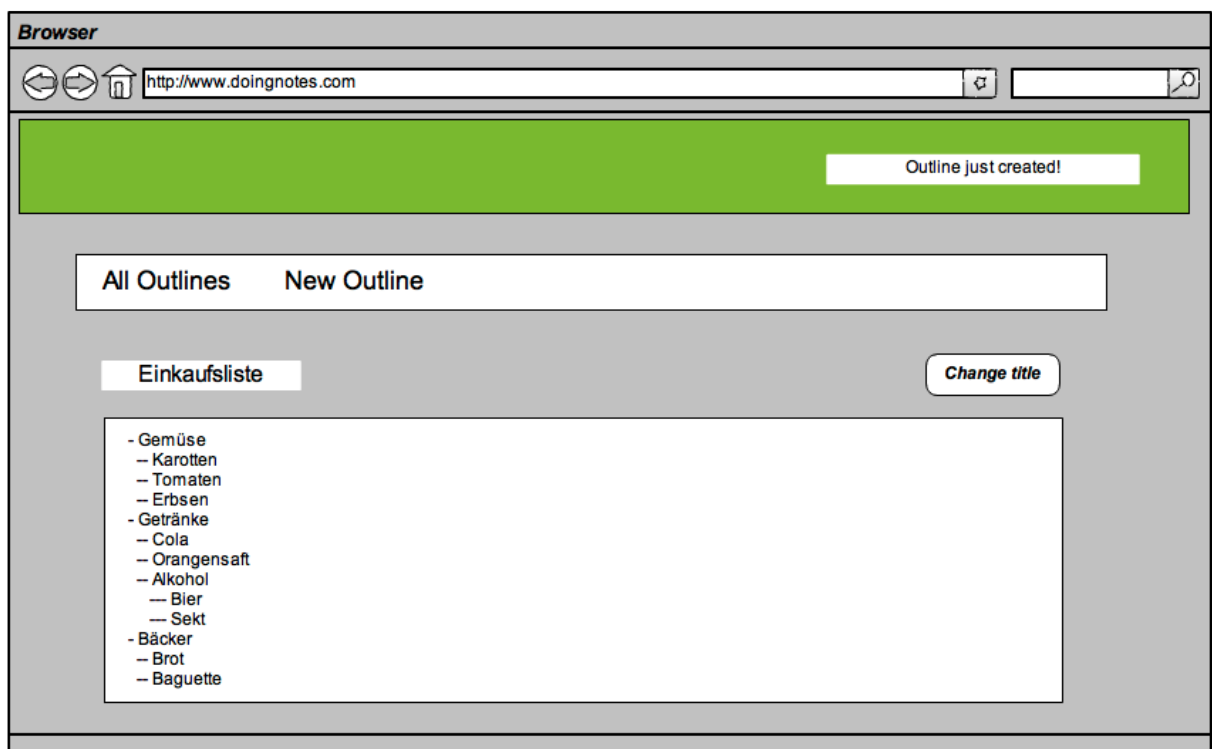 Browser
http://www.doingnotes.com
Outline just created!
All Outlines New Outline
Einkaufsliste Change title
- Gemüse
-- Karotten
-- Tomaten
-- Erbsen
- Getränke
-- Cola
-- Orangensaft
-- Alkohol
--- Bier
--- Sekt
- Bäcker
-- Brot
-- Baguette